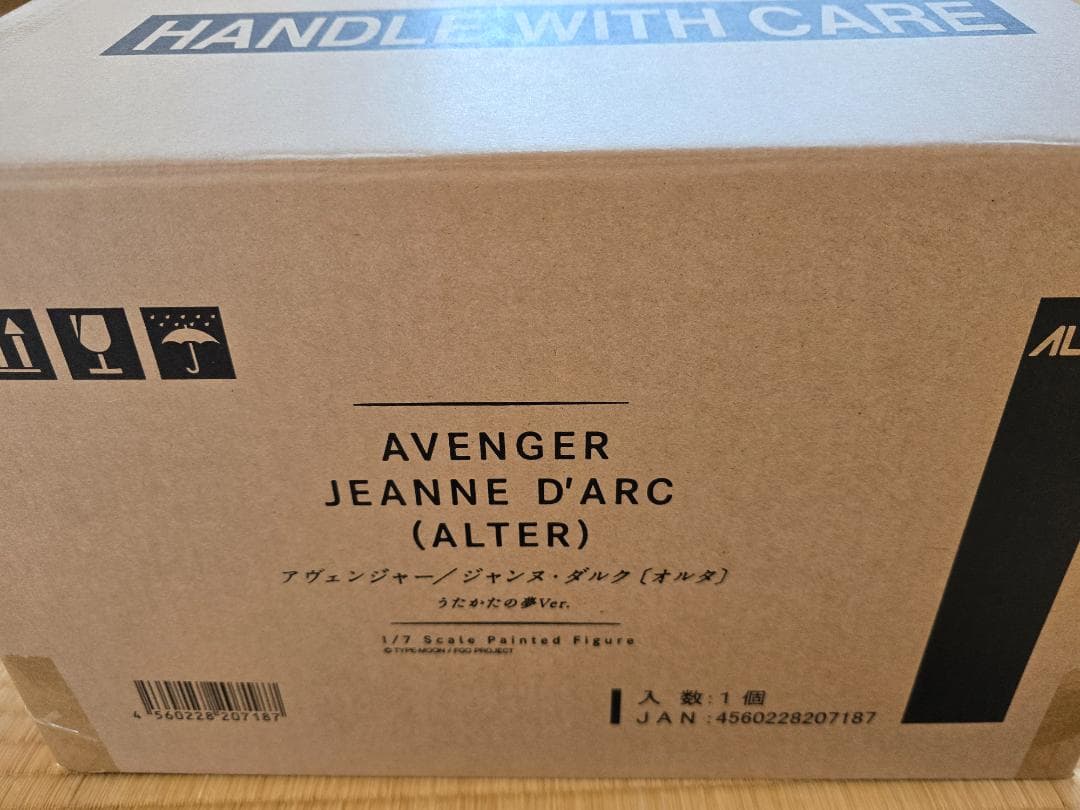 HANDLE WITH CARE
AL
AVENGER
JEANNE D'ARC
(ALTER)
アヴェンジャー/ジャンヌ・ダルク〔オルタ〕
うたかたの夢Ver.
1/7 Scale Painted Figure
© TYPE-MOON / FGO PROJECT
4 560228 207187
入 数:1 個
JAN:4560228207187